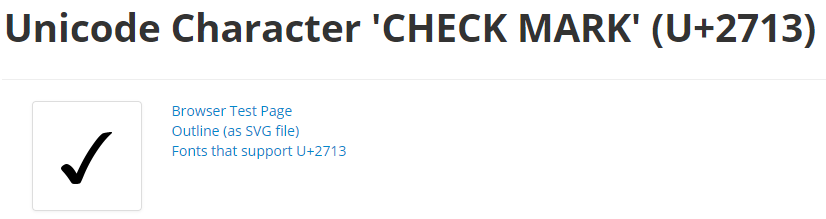 Unicode Character 'CHECK MARK' (U+2713)
✓
Browser Test Page
Outline (as SVG file)
Fonts that support U+2713